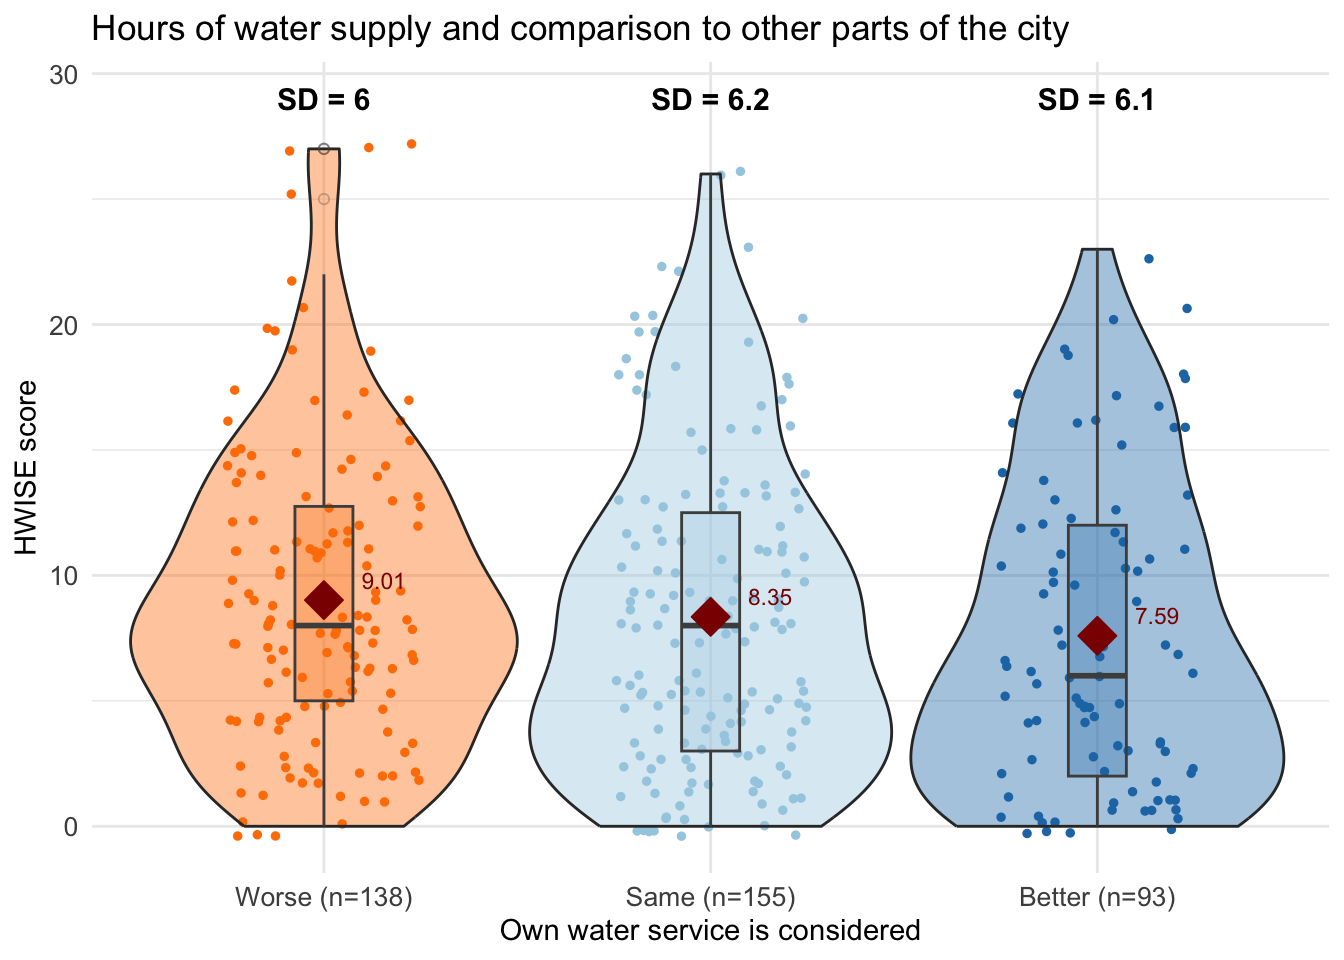 Hours of water supply and comparison to other parts of the city
30
SD = 6
SD = 6.2
SD = 6.1
20
HWISE score
10
9.01
8.35
7.59
0
Worse (n=138)
Same (n=155)
Better (n=93)
Own water service is considered